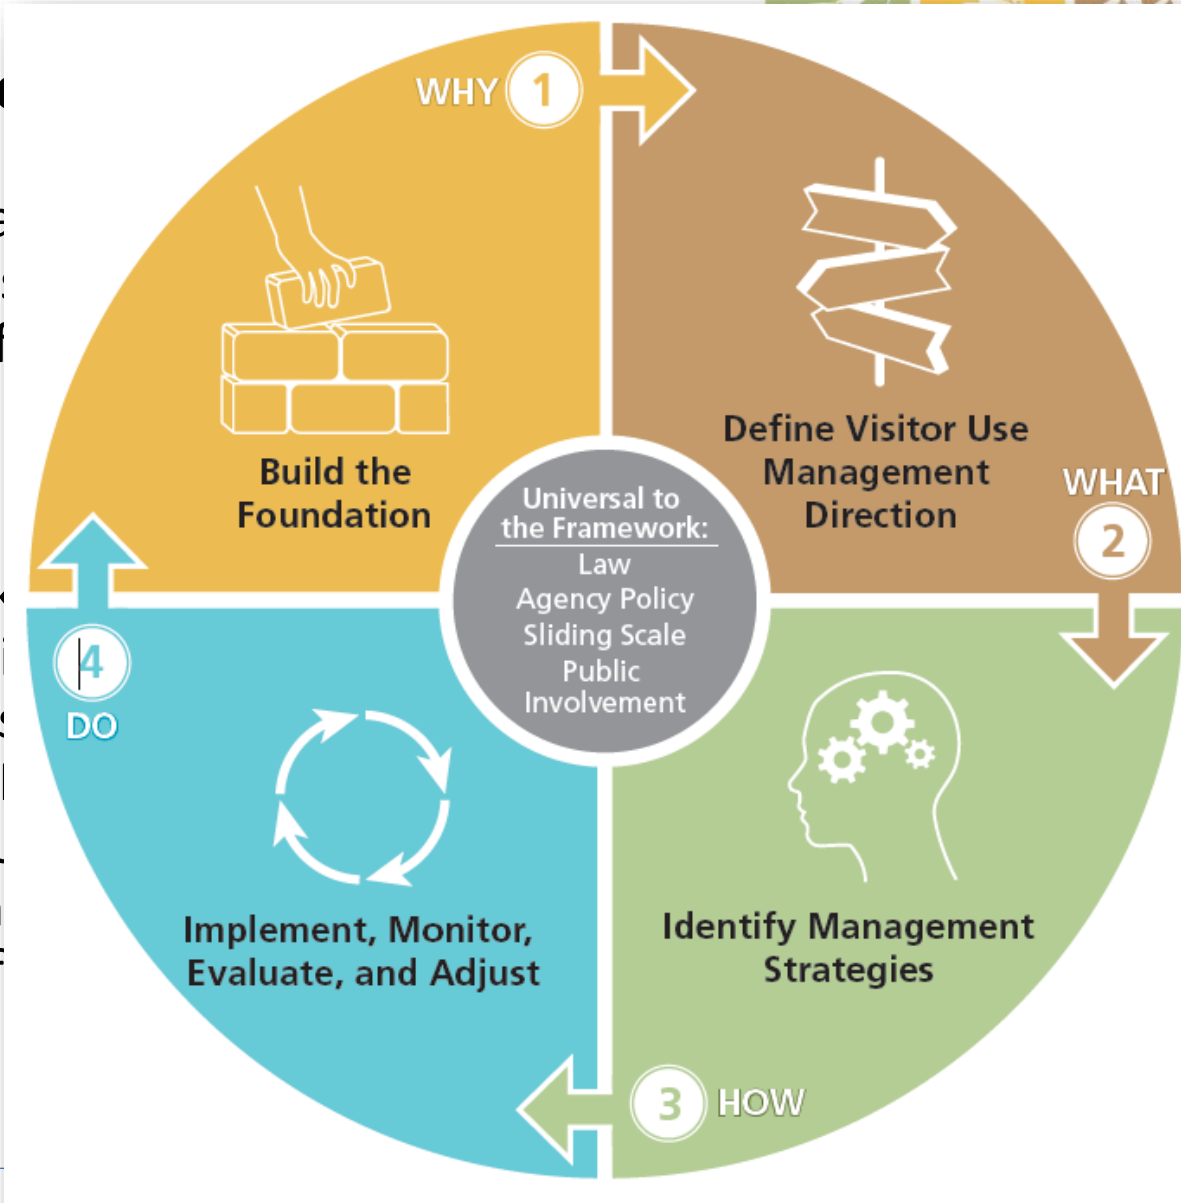 WHY 1
Build the
Foundation
Define Visitor Use
Management
Direction
WHAT
2
Universal to
the Framework:
Law
Agency Policy
Sliding Scale
Public
Involvement
Identify Management
Strategies
3 HOW
4
DO
Implement, Monitor,
Evaluate, and Adjust